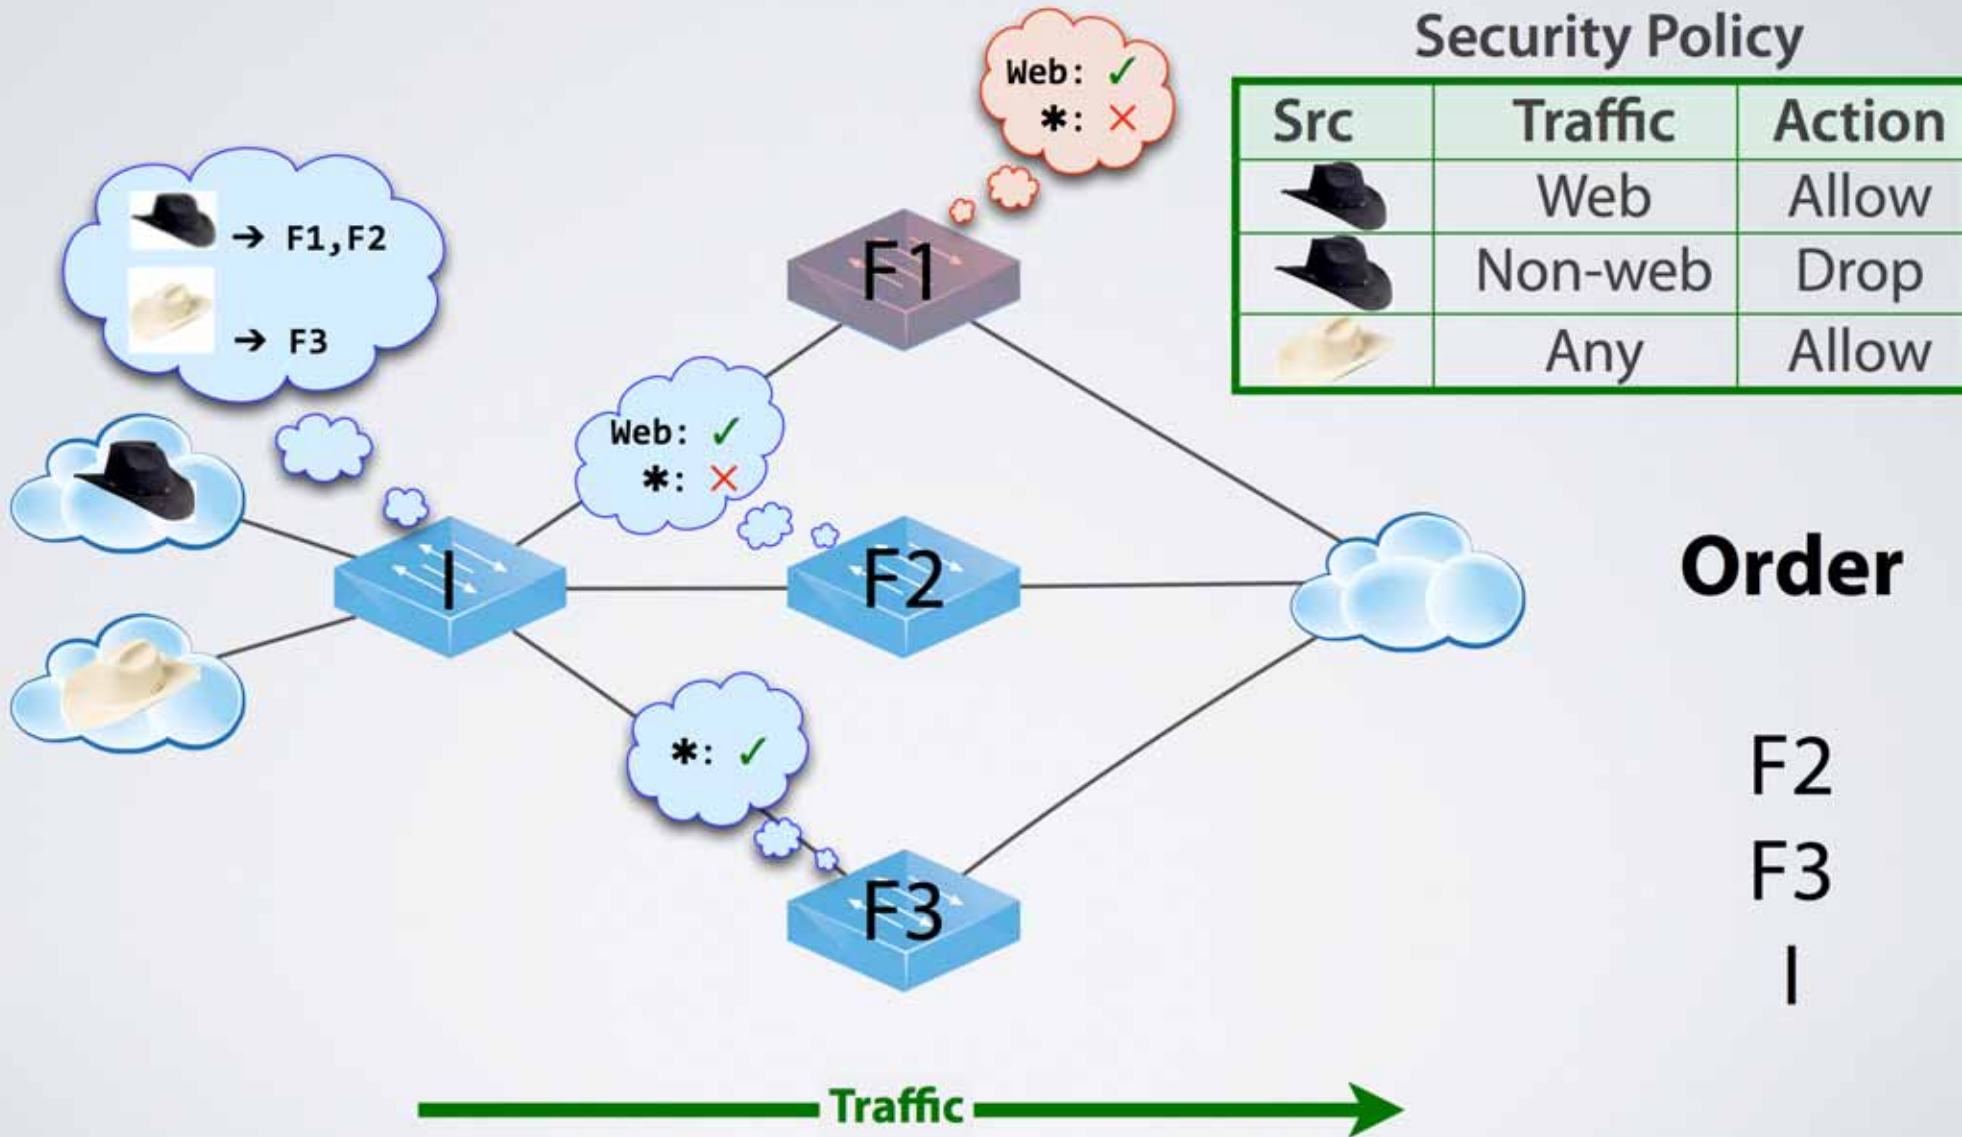 Security Policy
Src Traffic Action
Web Allow
Non-web Drop
Any Allow
Web: ✓
*: ✗
→ F1,F2
→ F3
F1
Web: ✓
*: ✗
I
F2
*: ✓
F3
Order
F2
F3
I
Traffic